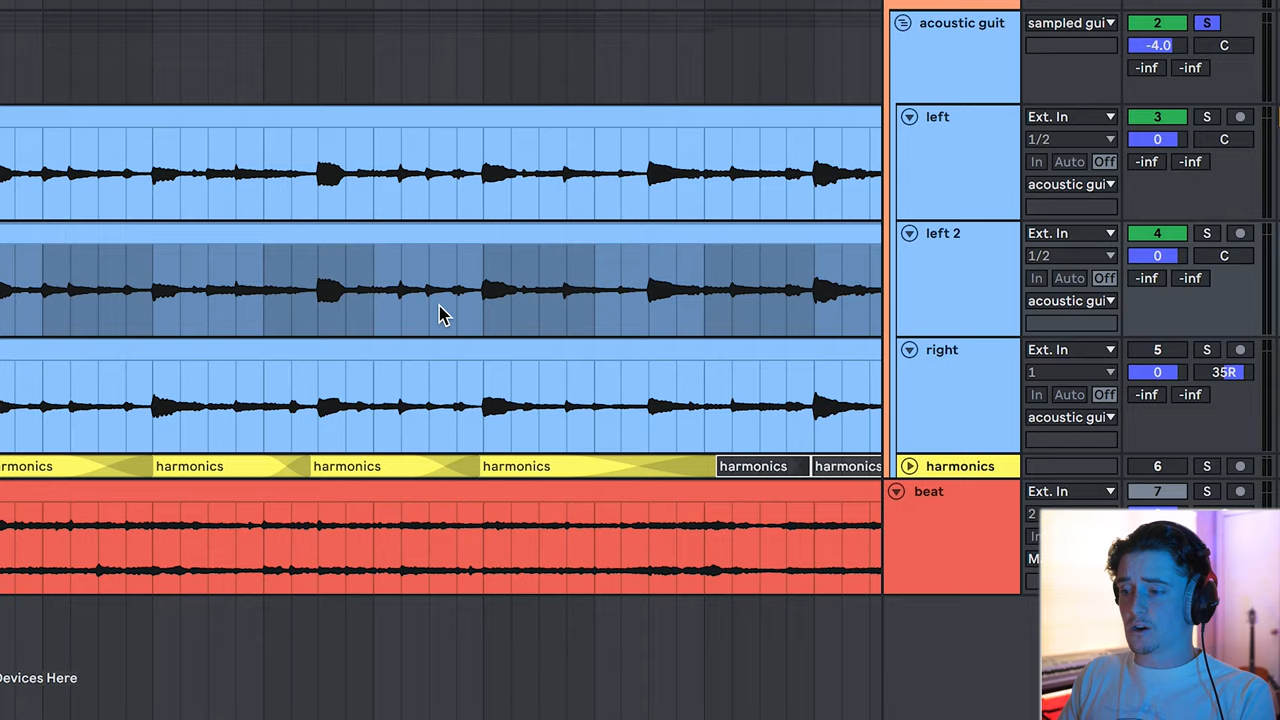 acoustic guit sampled gui 2 S
-4.0 C
-inf -inf
left Ext. In 3 S
1/2 0 C
In Auto Off -inf -inf
acoustic gui
left 2 Ext. In 4 S
1/2 0 C
In Auto Off -inf -inf
acoustic gui
right Ext. In 5 S
1 0 35R
In Auto Off -inf -inf
acoustic gui
rmonics harmonics harmonics harmonics harmonics harmonics harmonics 6 S
beat Ext. In 7 S
2
In
M
Devices Here